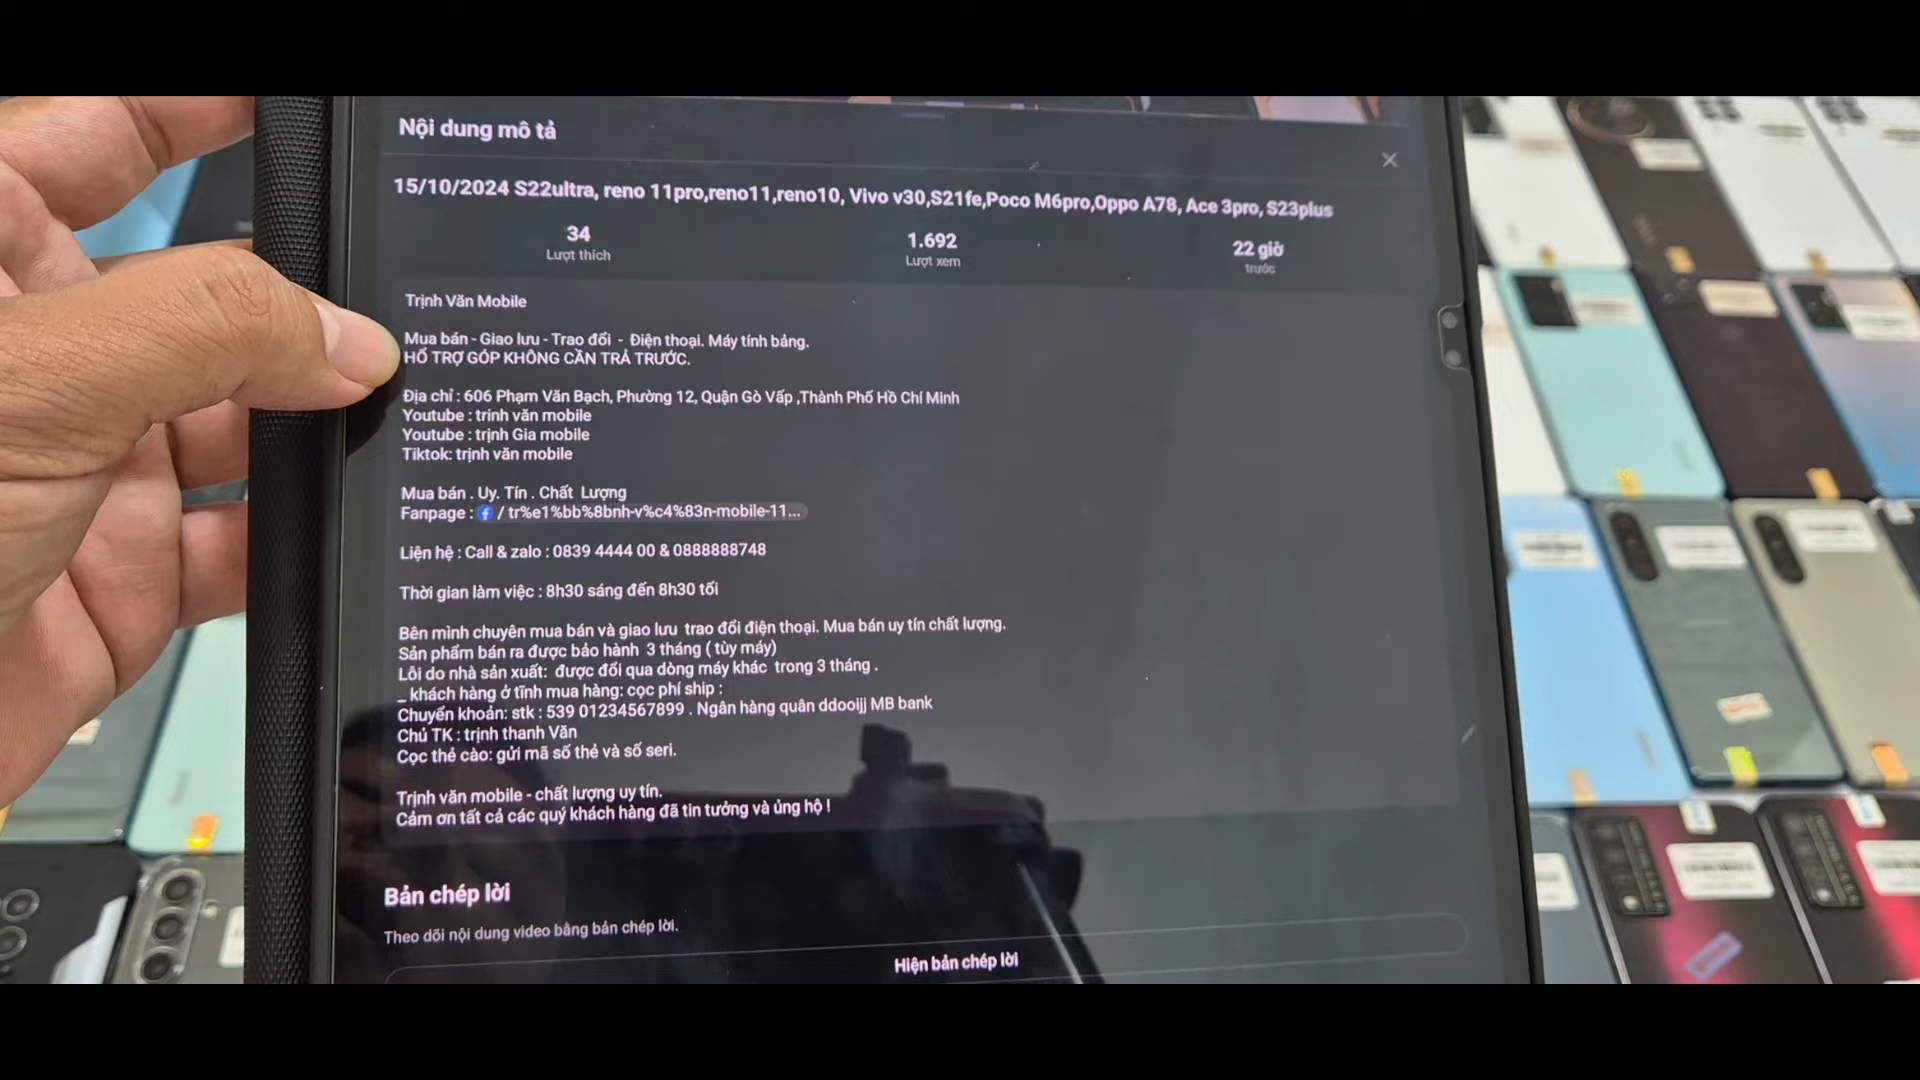 Nội dung mô tả
15/10/2024 S22ultra, reno 11pro,reno11,reno10, Vivo v30,S21fe,Poco M6pro,Oppo A78, Ace 3pro, S23plus
34
Lượt thích
1.692
Lượt xem
22 giờ
trước
Trịnh Văn Mobile
Mua bán - Giao lưu - Trao đổi - Điện thoại. Máy tính bảng.
HỖ TRỢ GÓP KHÔNG CẦN TRẢ TRƯỚC.
Địa chỉ : 606 Phạm Văn Bạch, Phường 12, Quận Gò Vấp ,Thành Phố Hồ Chí Minh
Youtube : trinh văn mobile
Youtube : trịnh Gia mobile
Tiktok: trịnh văn mobile
Mua bán . Uy. Tín . Chất Lượng
Fanpage : / tr%e1%bb%8bnh-v%c4%83n-mobile-11...
Liện hệ : Call & zalo : 0839 4444 00 & 0888888748
Thời gian làm việc : 8h30 sáng đến 8h30 tối
Bên mình chuyên mua bán và giao lưu trao đổi điện thoại. Mua bán uy tín chất lượng.
Sản phẩm bán ra được bảo hành 3 tháng ( tùy máy)
Lỗi do nhà sản xuất: được đổi qua dòng máy khác trong 3 tháng .
_ khách hàng ở tĩnh mua hàng: cọc phí ship :
Chuyển khoản: stk : 539 01234567899 . Ngân hàng quân ddooijj MB bank
Chủ TK : trịnh thanh Văn
Cọc thẻ cào: gửi mã số thẻ và số seri.
Trịnh văn mobile - chất lượng uy tín.
Cảm ơn tất cả các quý khách hàng đã tin tưởng và ủng hộ !
Bản chép lời
Theo dõi nội dung video bằng bản chép lời.
Hiện bản chép lời